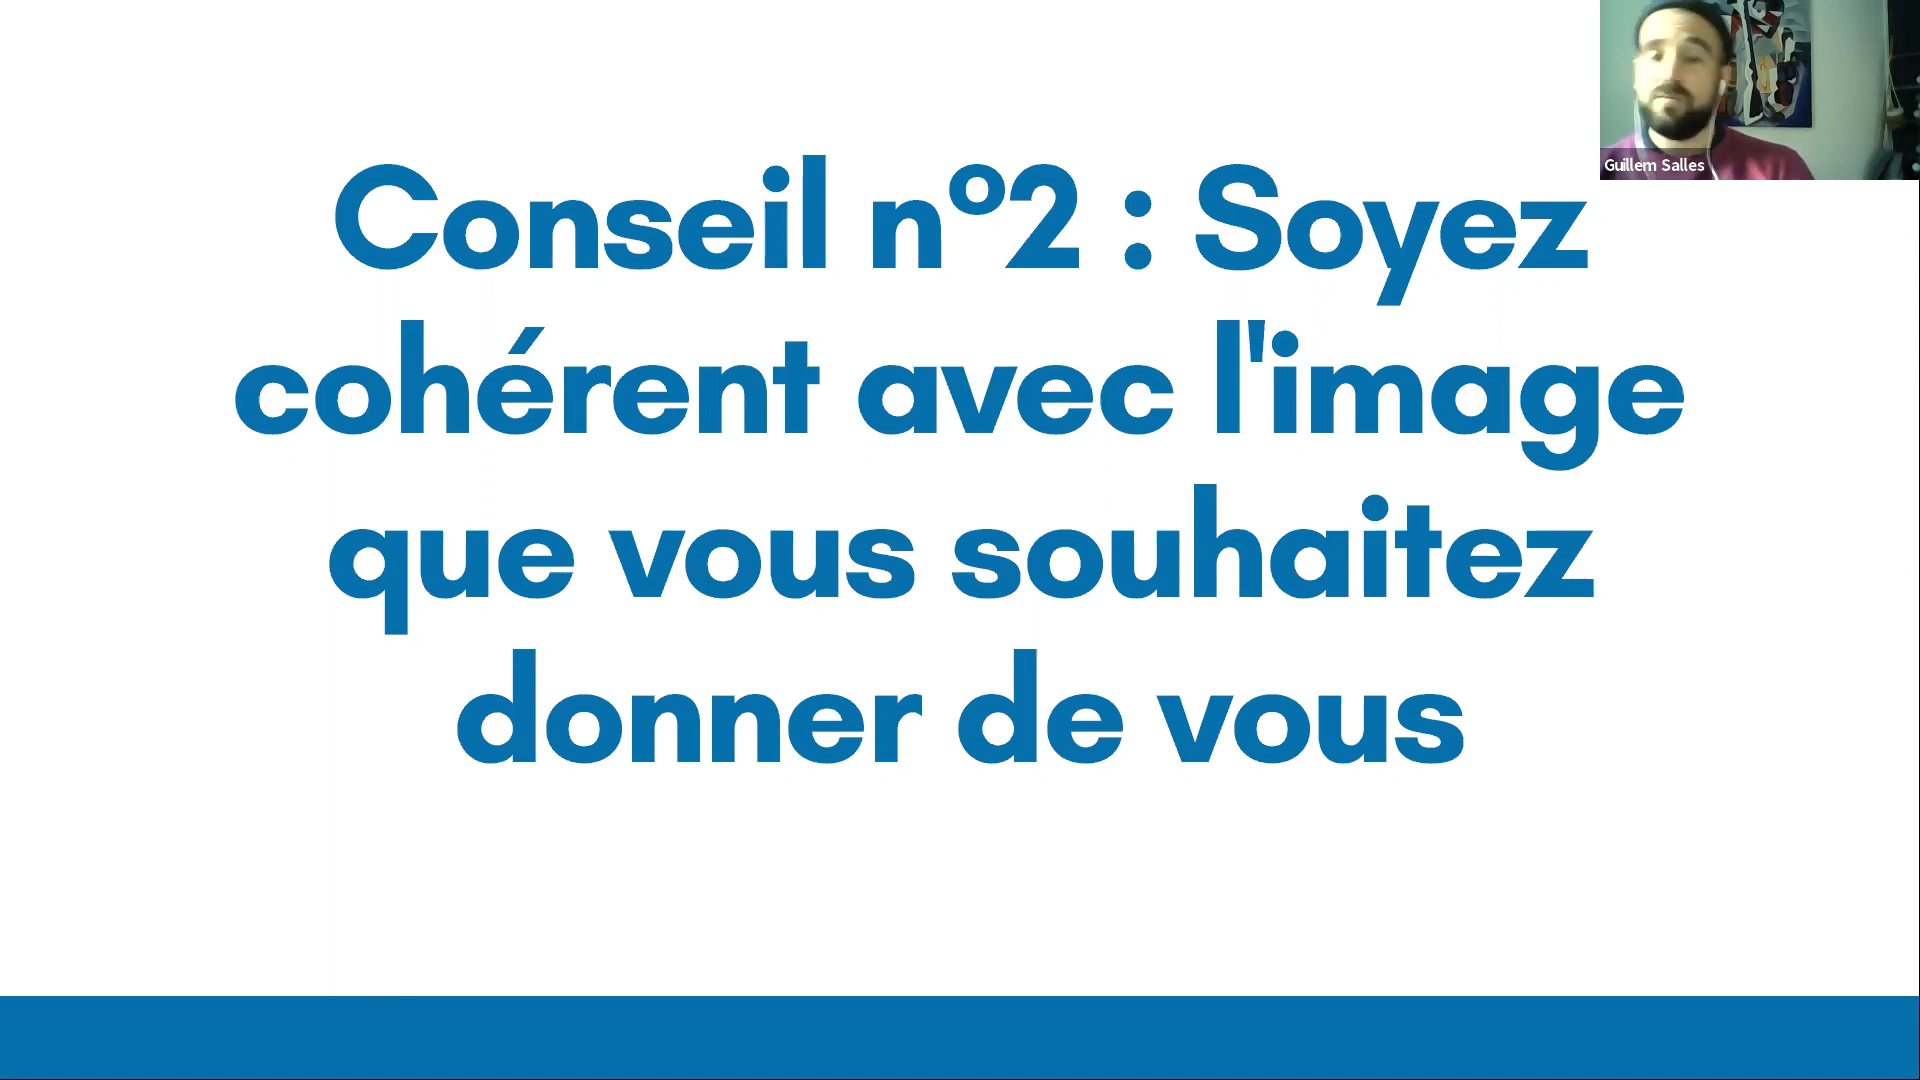 Guillem Salles
Conseil n°2 : Soyez
cohérent avec l'image
que vous souhaitez
donner de vous